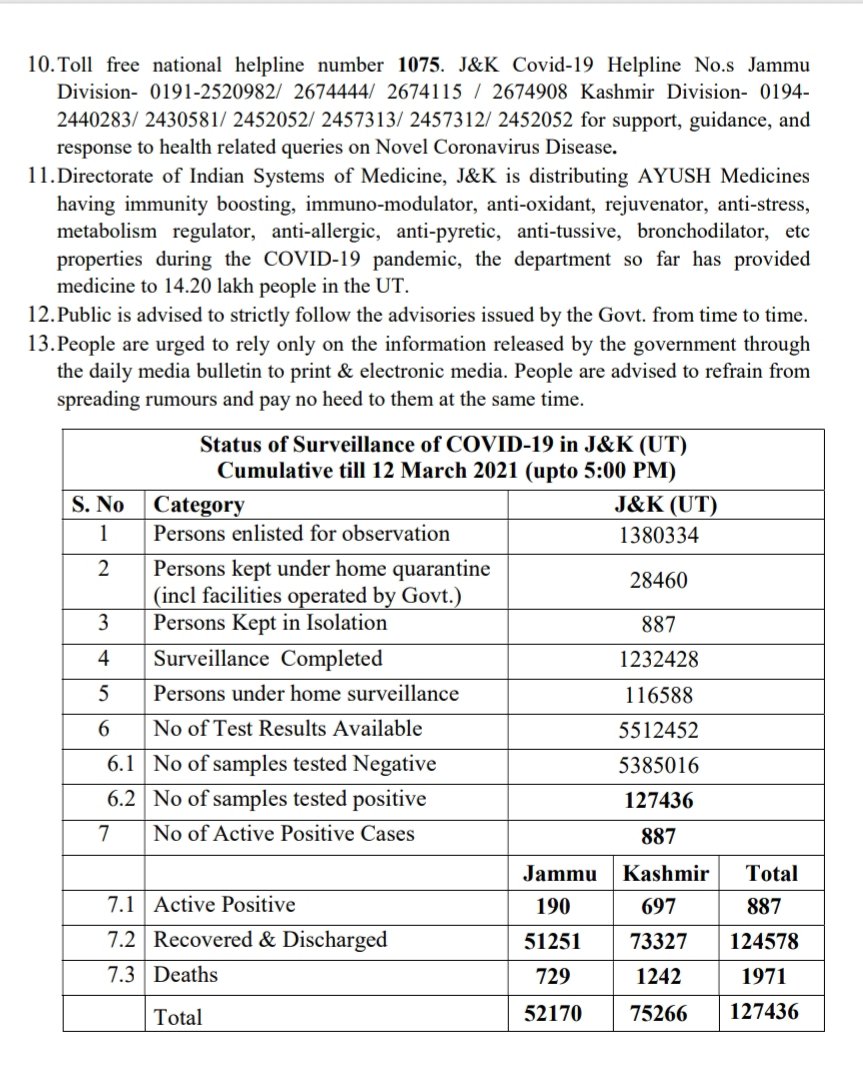 10.Toll free national helpline number 1075. J&K Covid-19 Helpline No.s Jammu
Division- 0191-2520982/ 2674444/ 2674115 / 2674908 Kashmir Division- 0194-
2440283/ 2430581/ 2452052/ 2457313/ 2457312/ 2452052 for support, guidance, and
response to health related queries on Novel Coronavirus Disease.
11.Directorate of Indian Systems of Medicine, J&K is distributing AYUSH Medicines
having immunity boosting, immuno-modulator, anti-oxidant, rejuvenator, anti-stress,
metabolism regulator, anti-allergic, anti-pyretic, anti-tussive, bronchodilator, etc
properties during the COVID-19 pandemic, the department so far has provided
medicine to 14.20 lakh people in the UT.
12.Public is advised to strictly follow the advisories issued by the Govt. from time to time.
13.People are urged to rely only on the information released by the government through
the daily media bulletin to print & electronic media. People are advised to refrain from
spreading rumours and pay no heed to them at the same time.
Status of Surveillance of COVID-19 in J&K (UT)
Cumulative till 12 March 2021 (upto 5:00 PM)
S. No Category J&K (UT)
1 Persons enlisted for observation 1380334
2 Persons kept under home quarantine
(incl facilities operated by Govt.) 28460
3 Persons Kept in Isolation 887
4 Surveillance Completed 1232428
5 Persons under home surveillance 116588
6 No of Test Results Available 5512452
6.1 No of samples tested Negative 5385016
6.2 No of samples tested positive 127436
7 No of Active Positive Cases 887
Jammu Kashmir Total
7.1 Active Positive 190 697 887
7.2 Recovered & Discharged 51251 73327 124578
7.3 Deaths 729 1242 1971
Total 52170 75266 127436